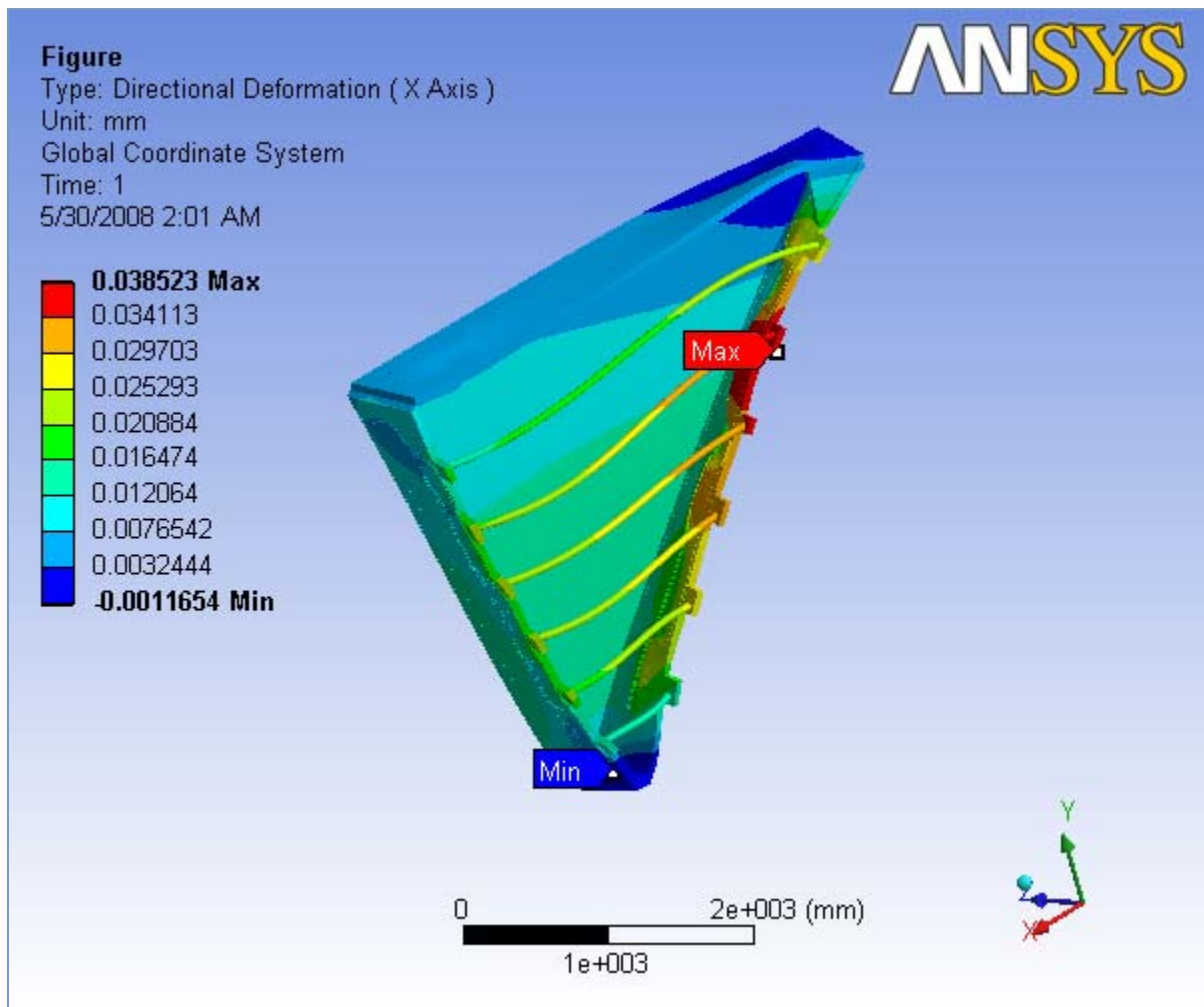 Figure
Type: Directional Deformation ( X Axis )
Unit: mm
Global Coordinate System
Time: 1
5/30/2008 2:01 AM
ANSYS
0.038523 Max
0.034113
0.029703
0.025293
0.020884
0.016474
0.012064
0.0076542
0.0032444
-0.0011654 Min
Max
Min
0 2e+003 (mm)
1e+003
Y
Z
X